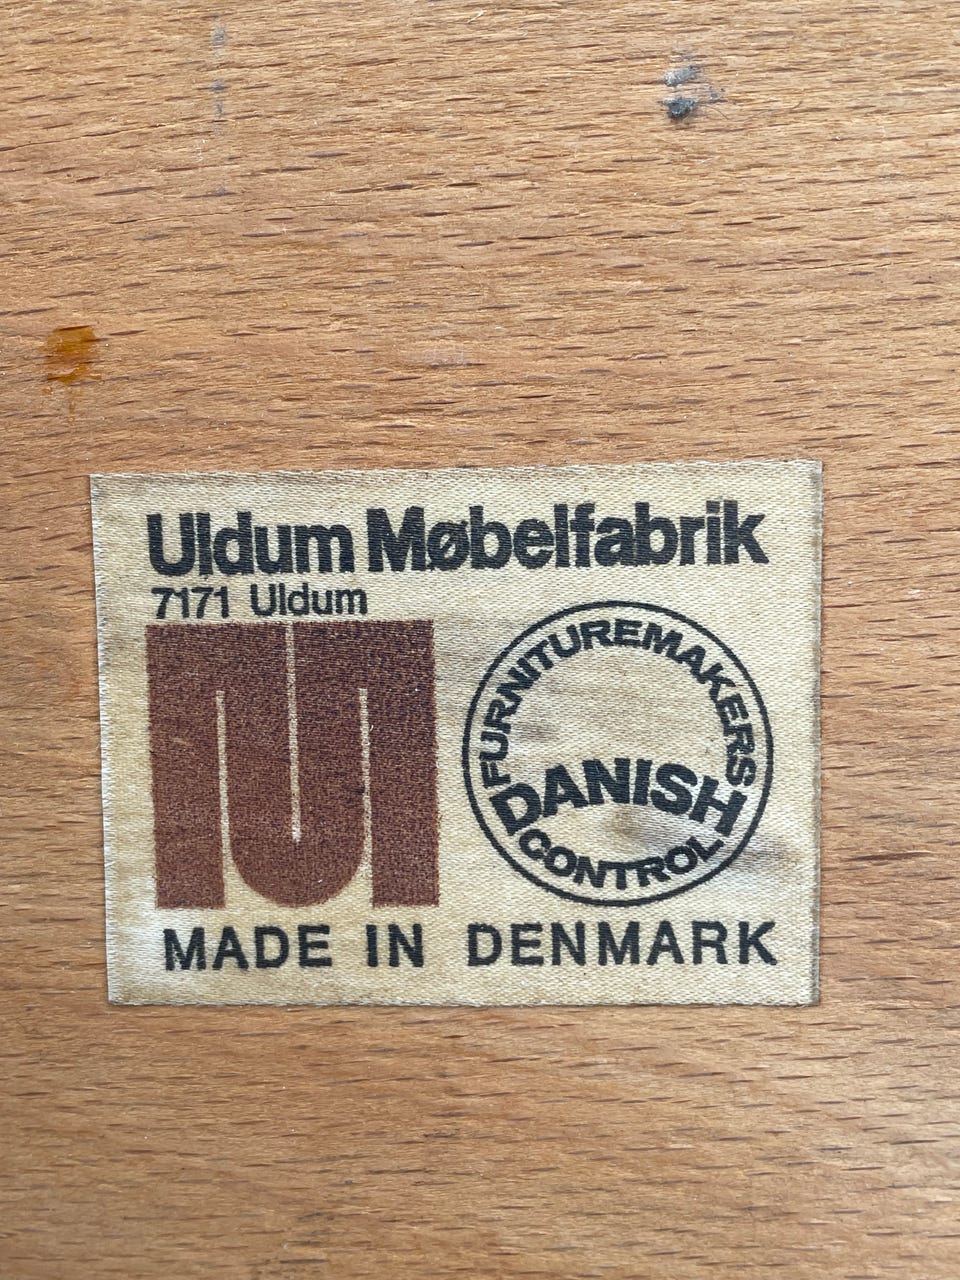 Uldum Møbelfabrik
7171 Uldum
FURNITUREMAKERS
DANISH
CONTROL
MADE IN DENMARK